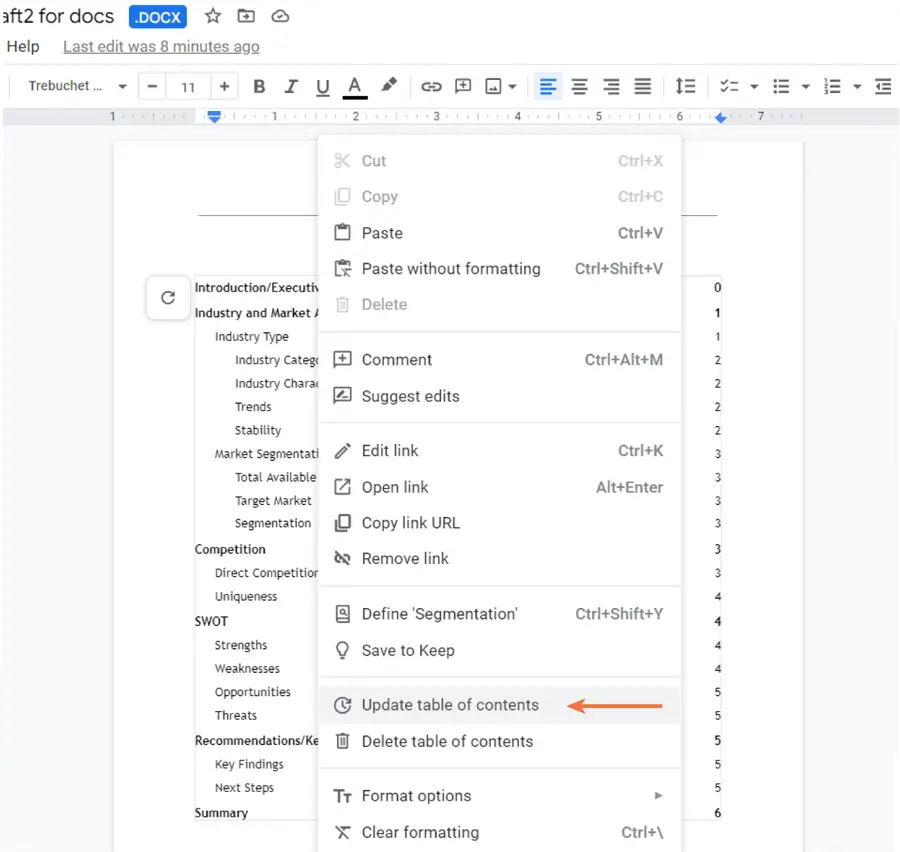 aft2 for docs .DOCX
Help Last edit was 8 minutes ago
Trebuchet ... − 11 + B I U A
1 1 2 3 4 5 6 7
Cut Ctrl+X
Copy Ctrl+C
Paste Ctrl+V
Paste without formatting Ctrl+Shift+V
Delete
Comment Ctrl+Alt+M
Suggest edits
Edit link Ctrl+K
Open link Alt+Enter
Copy link URL
Remove link
Define 'Segmentation' Ctrl+Shift+Y
Save to Keep
Update table of contents
Delete table of contents
Format options
Clear formatting Ctrl+\
Introduction/Executiv 0
Industry and Market A 1
Industry Type 1
Industry Catego 2
Industry Charac 2
Trends 2
Stability 2
Market Segmentati 3
Total Available 3
Target Market 3
Segmentation 3
Competition 3
Direct Competition 3
Uniqueness 4
SWOT 4
Strengths 4
Weaknesses 4
Opportunities 5
Threats 5
Recommendations/Ke 5
Key Findings 5
Next Steps 5
Summary 6